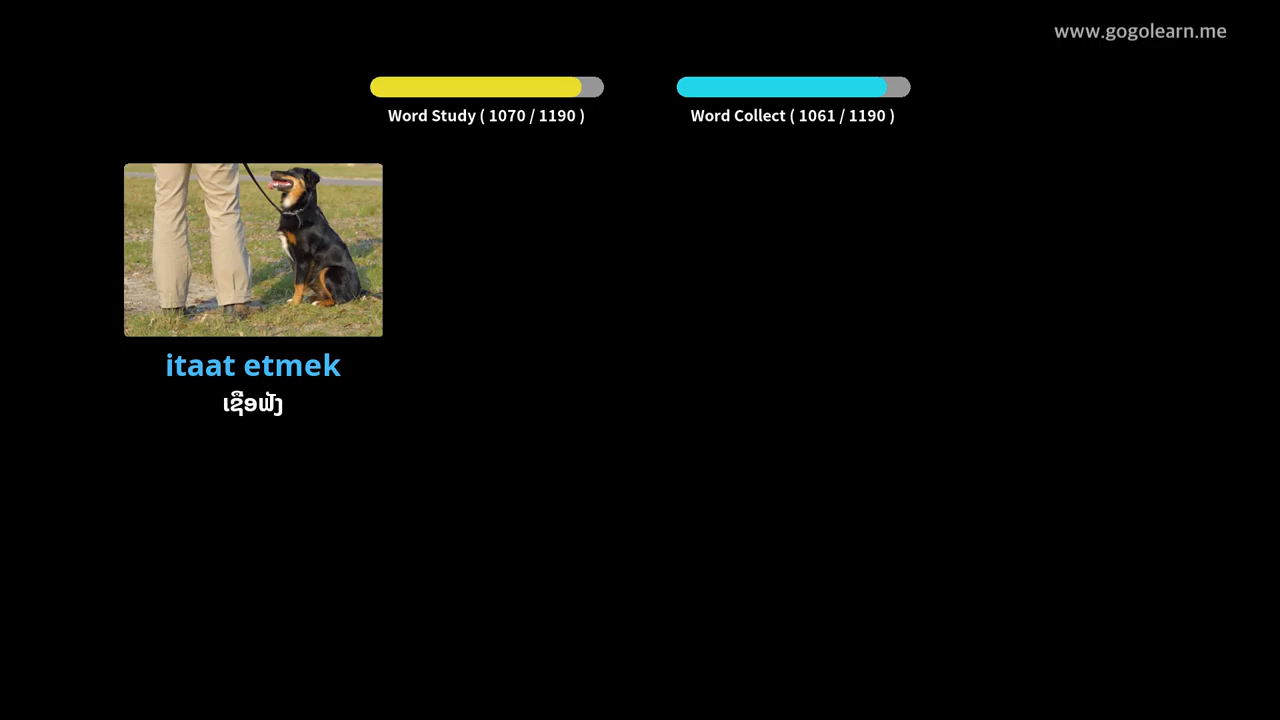 www.gogolearn.me
Word Study ( 1070 / 1190 )
Word Collect ( 1061 / 1190 )
itaat etmek
ເຊື່ອຟັງ